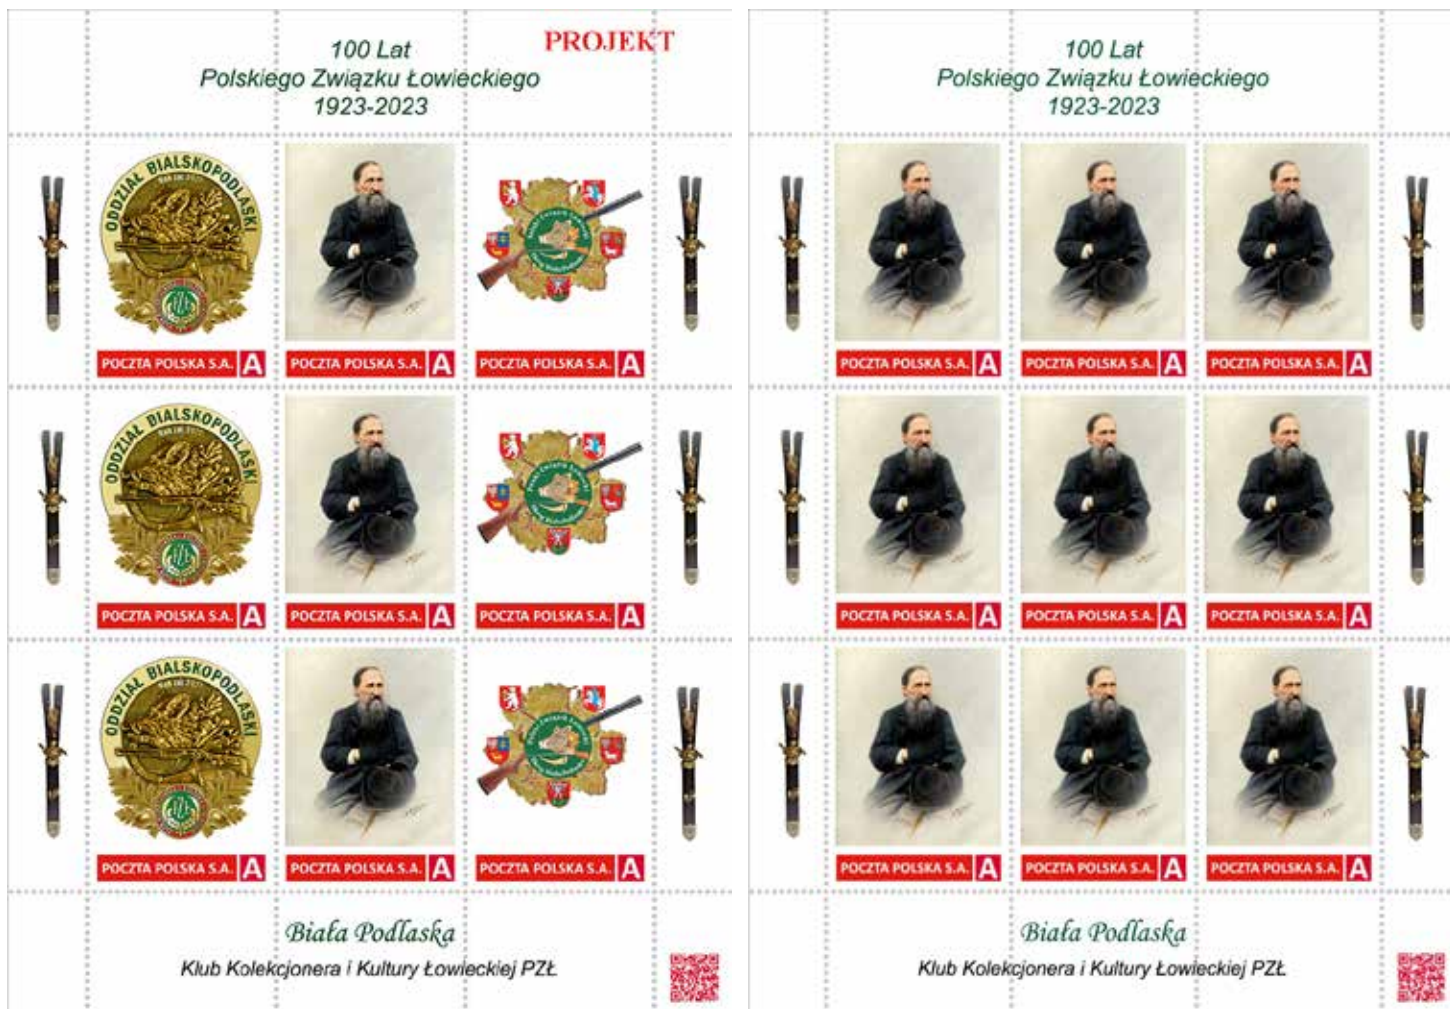 100 Lat
Polskiego Związku Łowieckiego
1923-2023
PROJEKT
ODDZIAŁ BIALSKOPODLASKI
PZŁ
POCZTA POLSKA S.A. A
POCZTA POLSKA S.A. A
POCZTA POLSKA S.A. A
ODDZIAŁ BIALSKOPODLASKI
PZŁ
POCZTA POLSKA S.A. A
POCZTA POLSKA S.A. A
POCZTA POLSKA S.A. A
ODDZIAŁ BIALSKOPODLASKI
PZŁ
POCZTA POLSKA S.A. A
POCZTA POLSKA S.A. A
POCZTA POLSKA S.A. A
Biała Podlaska
Klub Kolekcjonera i Kultury Łowieckiej PZŁ
100 Lat
Polskiego Związku Łowieckiego
1923-2023
POCZTA POLSKA S.A. A
POCZTA POLSKA S.A. A
POCZTA POLSKA S.A. A
POCZTA POLSKA S.A. A
POCZTA POLSKA S.A. A
POCZTA POLSKA S.A. A
POCZTA POLSKA S.A. A
POCZTA POLSKA S.A. A
POCZTA POLSKA S.A. A
Biała Podlaska
Klub Kolekcjonera i Kultury Łowieckiej PZŁ